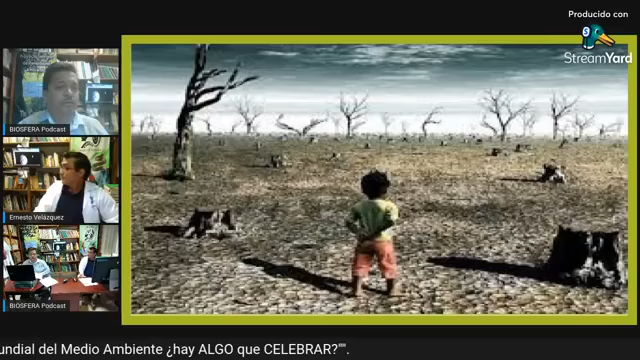 Producido con
StreamYard
BIOSFERA Podcast
Ernesto Velázquez
BIOSFERA Podcast
undial del Medio Ambiente ¿hay ALGO que CELEBRAR?"".